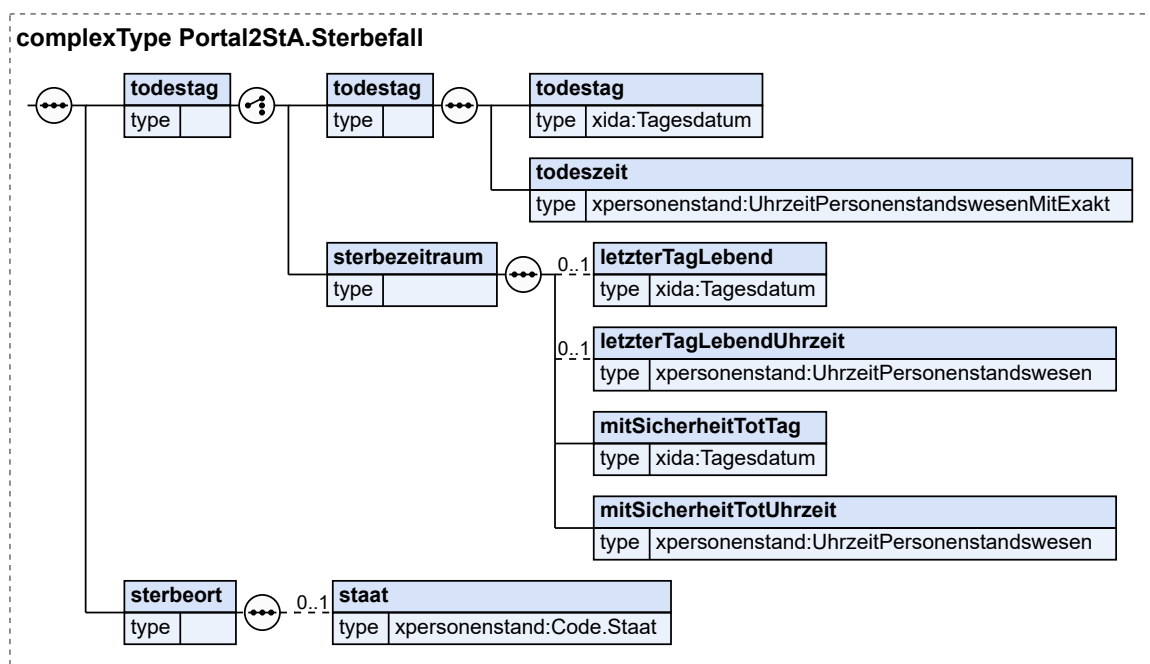 complexType Portal2StA.Sterbefall
todestag
type
todestag
type
todestag
type xida:Tagesdatum
todeszeit
type xpersonenstand:UhrzeitPersonenstandswesenMitExakt
sterbezeitraum
type
0..1
letzterTagLebend
type xida:Tagesdatum
0..1
letzterTagLebendUhrzeit
type xpersonenstand:UhrzeitPersonenstandswesen
mitSicherheitTotTag
type xida:Tagesdatum
mitSicherheitTotUhrzeit
type xpersonenstand:UhrzeitPersonenstandswesen
sterbeort
type
0..1
staat
type xpersonenstand:Code.Staat